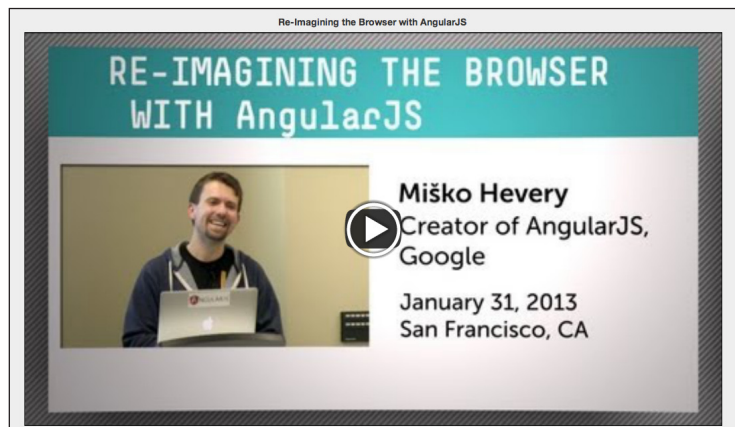 Re-Imagining the Browser with AngularJS
RE-IMAGINING THE BROWSER
WITH AngularJS
Miško Hevery
Creator of AngularJS,
Google
January 31, 2013
San Francisco, CA